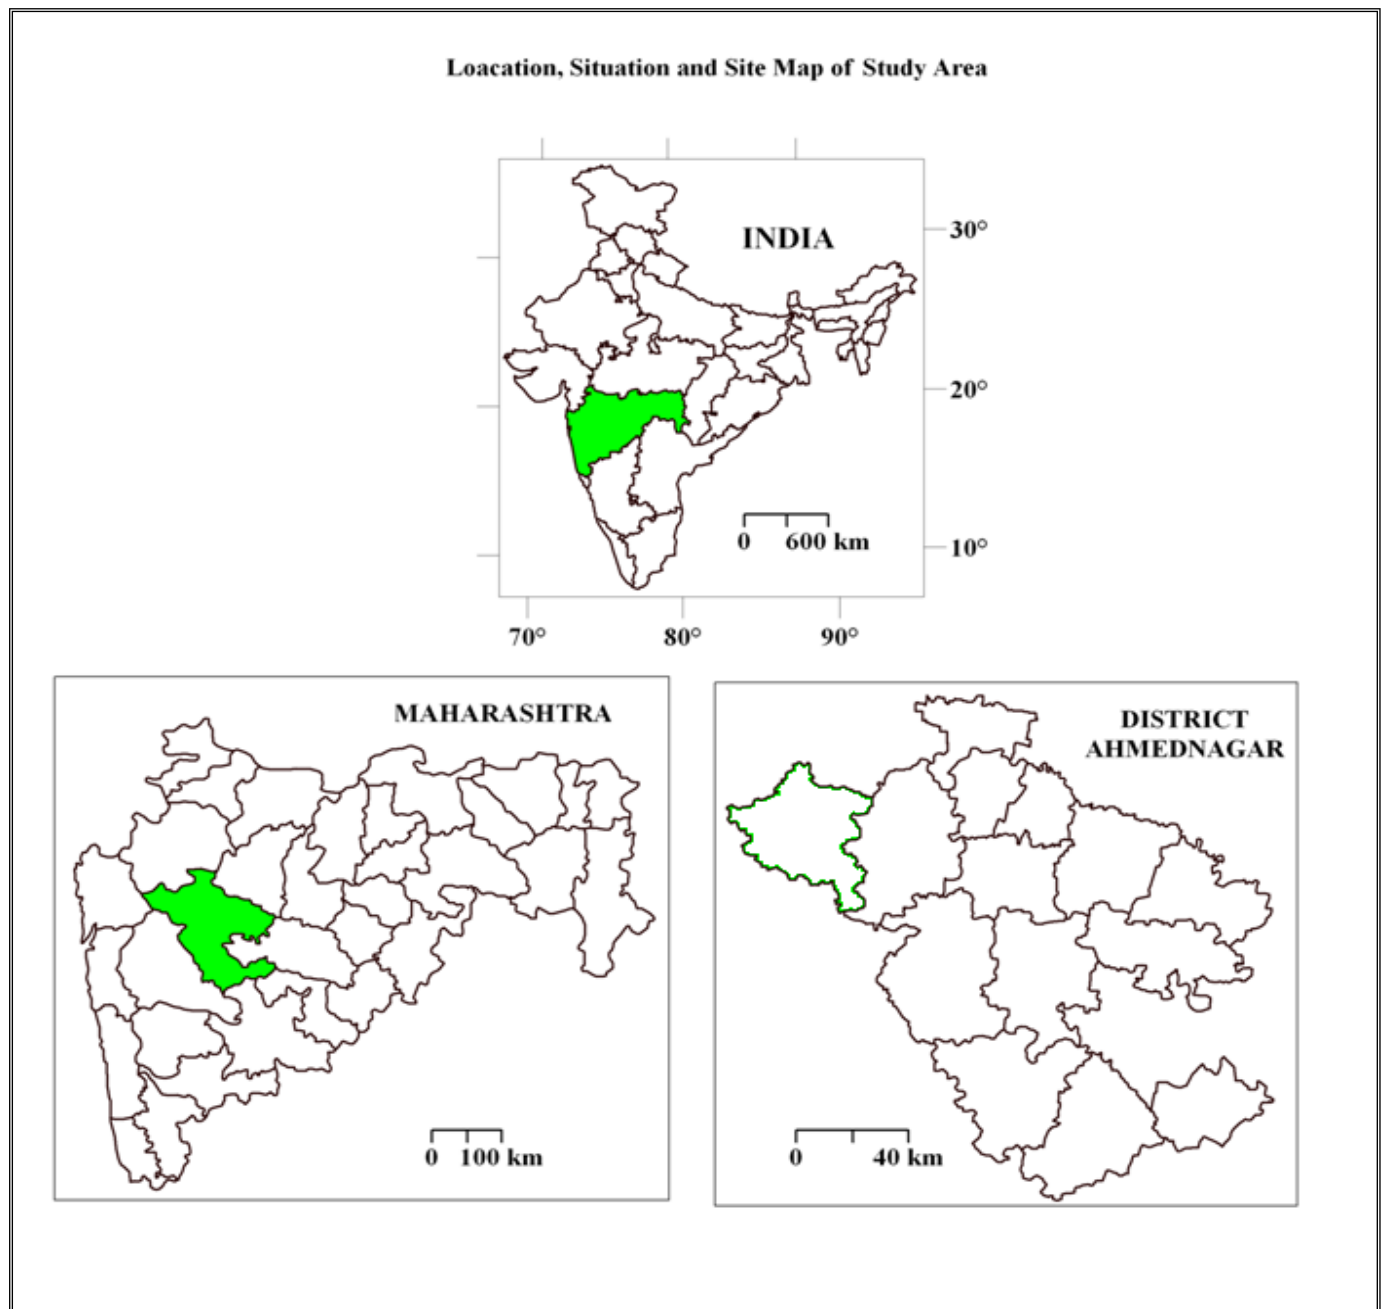 Loacation, Situation and Site Map of Study Area
INDIA
30°
20°
10°
0 600 km
70° 80° 90°
MAHARASHTRA
0 100 km
DISTRICT
AHMEDNAGAR
0 40 km